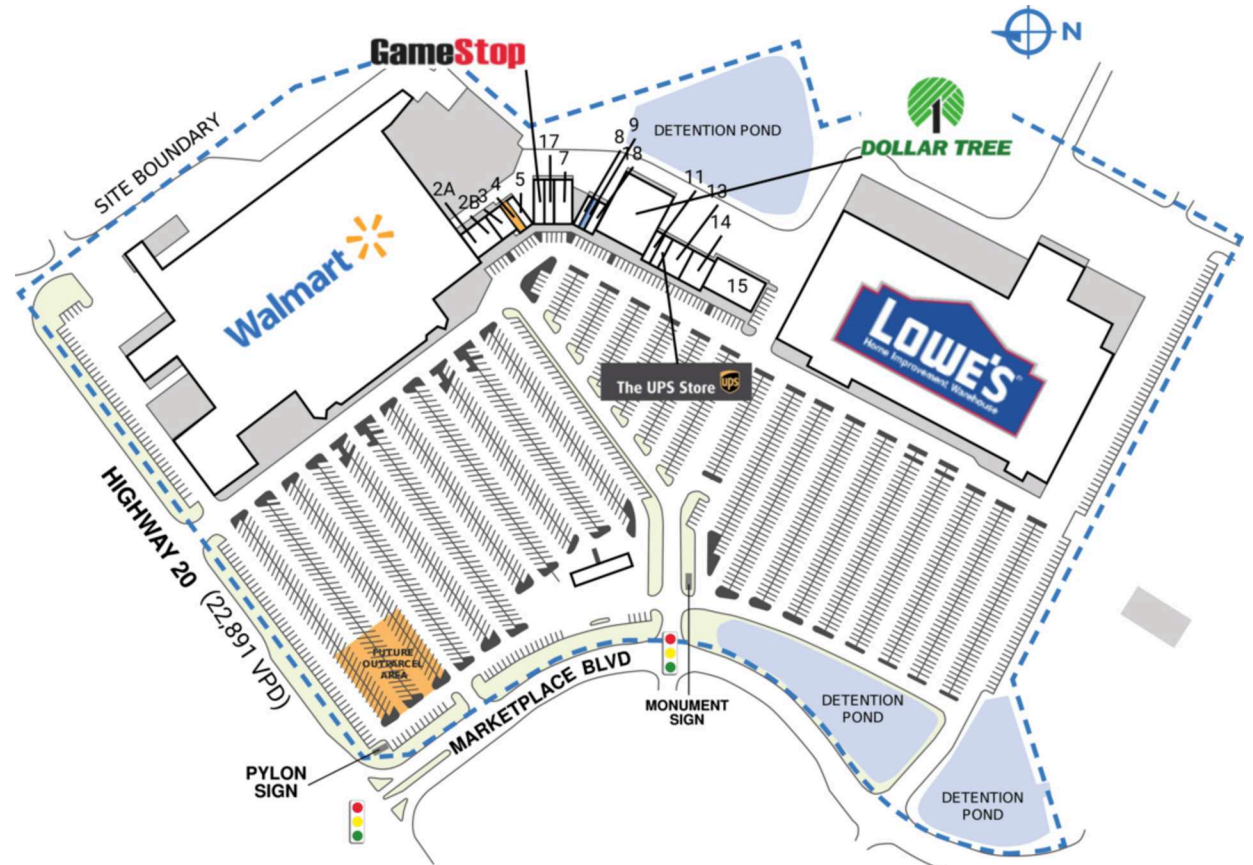 N
GameStop
DETENTION POND
DOLLAR TREE
SITE BOUNDARY
17
7
8
9
18
11
13
14
15
2A
2B
3
4
5
Walmart
LOWE'S
Home Improvement Warehouse
The UPS Store
ups
HIGHWAY 20
(22,891 VPD)
FUTURE
OUTPARCEL
AREA
MARKETPLACE BLVD
MONUMENT
SIGN
PYLON
SIGN
DETENTION
POND
DETENTION
POND